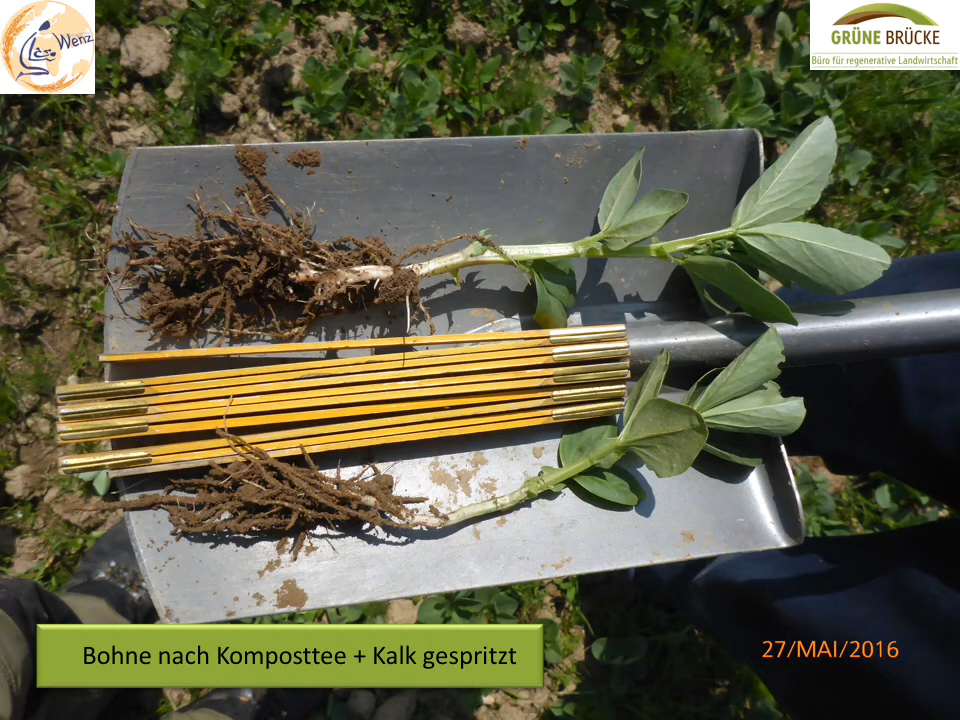 Wenz
GRÜNE BRÜCKE
Büro für regenerative Landwirtschaft
Bohne nach Komposttee + Kalk gespritzt
27/MAI/2016